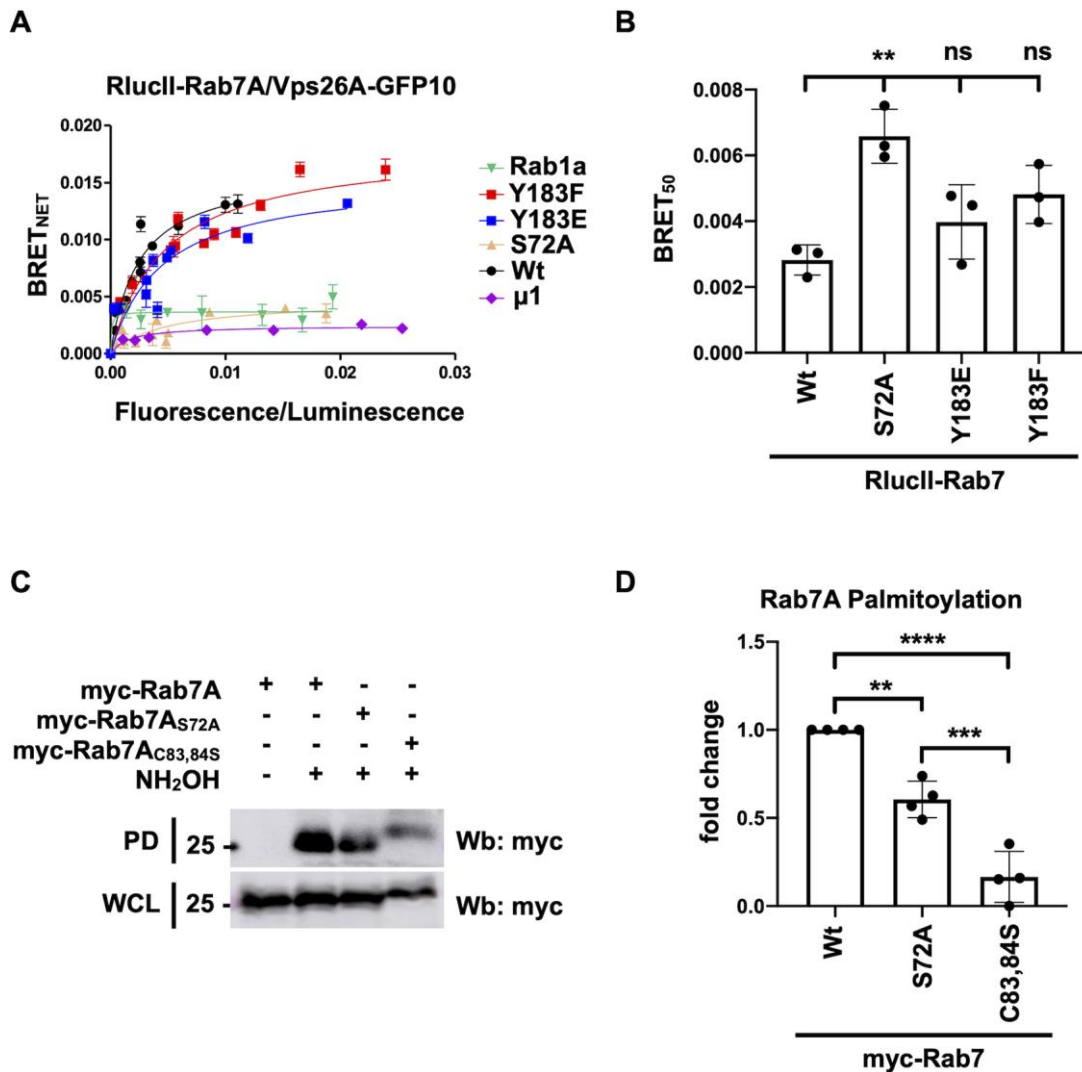 A
RlucII-Rab7A/Vps26A-GFP10
0.020
0.015
0.010
0.005
0.000
BRETNET
0.00
0.01
0.02
0.03
Fluorescence/Luminescence
Rab1a
Y183F
Y183E
S72A
Wt
µ1
B
**
ns
ns
0.008
0.006
0.004
0.002
0.000
BRET50
Wt
S72A
Y183E
Y183F
RlucII-Rab7
C
myc-Rab7A + + - -
myc-Rab7AS72A - - + -
myc-Rab7AC83,84S - - - +
NH2OH - + + +
PD 25 Wb: myc
WCL 25 Wb: myc
D
Rab7A Palmitoylation
****
**
***
1.5
1.0
0.5
0.0
fold change
Wt
S72A
C83,84S
myc-Rab7